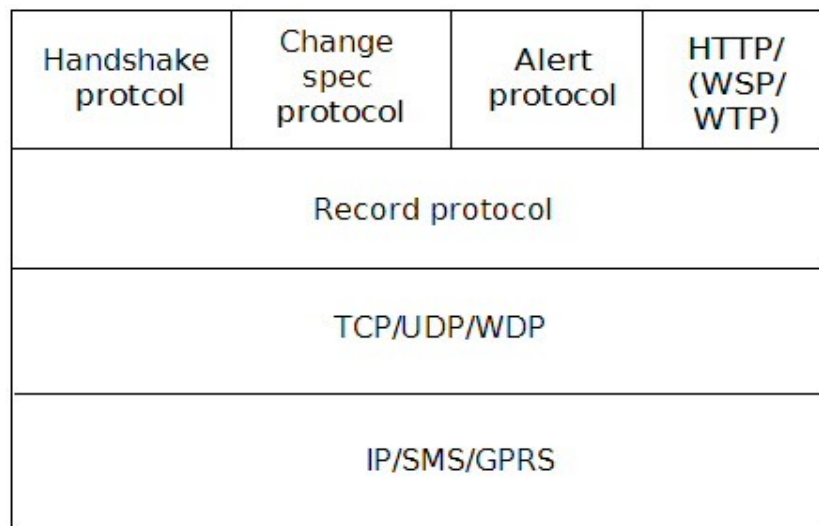 Handshake
protcol
Change
spec
protocol
Alert
protocol
HTTP/
(WSP/
WTP)
Record protocol
TCP/UDP/WDP
IP/SMS/GPRS